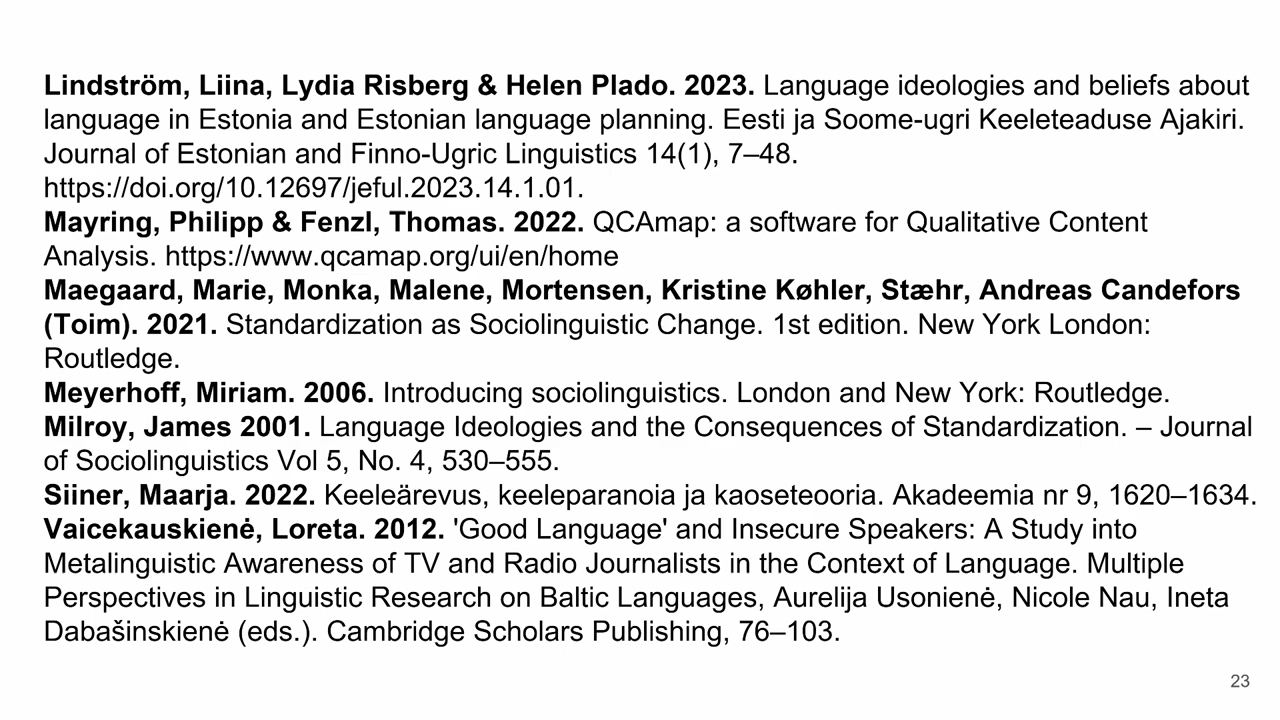 Lindström, Liina, Lydia Risberg & Helen Plado. 2023. Language ideologies and beliefs about
language in Estonia and Estonian language planning. Eesti ja Soome-ugri Keeleteaduse Ajakiri.
Journal of Estonian and Finno-Ugric Linguistics 14(1), 7–48.
https://doi.org/10.12697/jeful.2023.14.1.01.
Mayring, Philipp & Fenzl, Thomas. 2022. QCAmap: a software for Qualitative Content
Analysis. https://www.qcamap.org/ui/en/home
Maegaard, Marie, Monka, Malene, Mortensen, Kristine Køhler, Stæhr, Andreas Candefors
(Toim). 2021. Standardization as Sociolinguistic Change. 1st edition. New York London:
Routledge.
Meyerhoff, Miriam. 2006. Introducing sociolinguistics. London and New York: Routledge.
Milroy, James 2001. Language Ideologies and the Consequences of Standardization. – Journal
of Sociolinguistics Vol 5, No. 4, 530–555.
Siiner, Maarja. 2022. Keeleärevus, keeleparanoia ja kaoseteooria. Akadeemia nr 9, 1620–1634.
Vaicekauskienė, Loreta. 2012. 'Good Language' and Insecure Speakers: A Study into
Metalinguistic Awareness of TV and Radio Journalists in the Context of Language. Multiple
Perspectives in Linguistic Research on Baltic Languages, Aurelija Usonienė, Nicole Nau, Ineta
Dabašinskienė (eds.). Cambridge Scholars Publishing, 76–103.
23